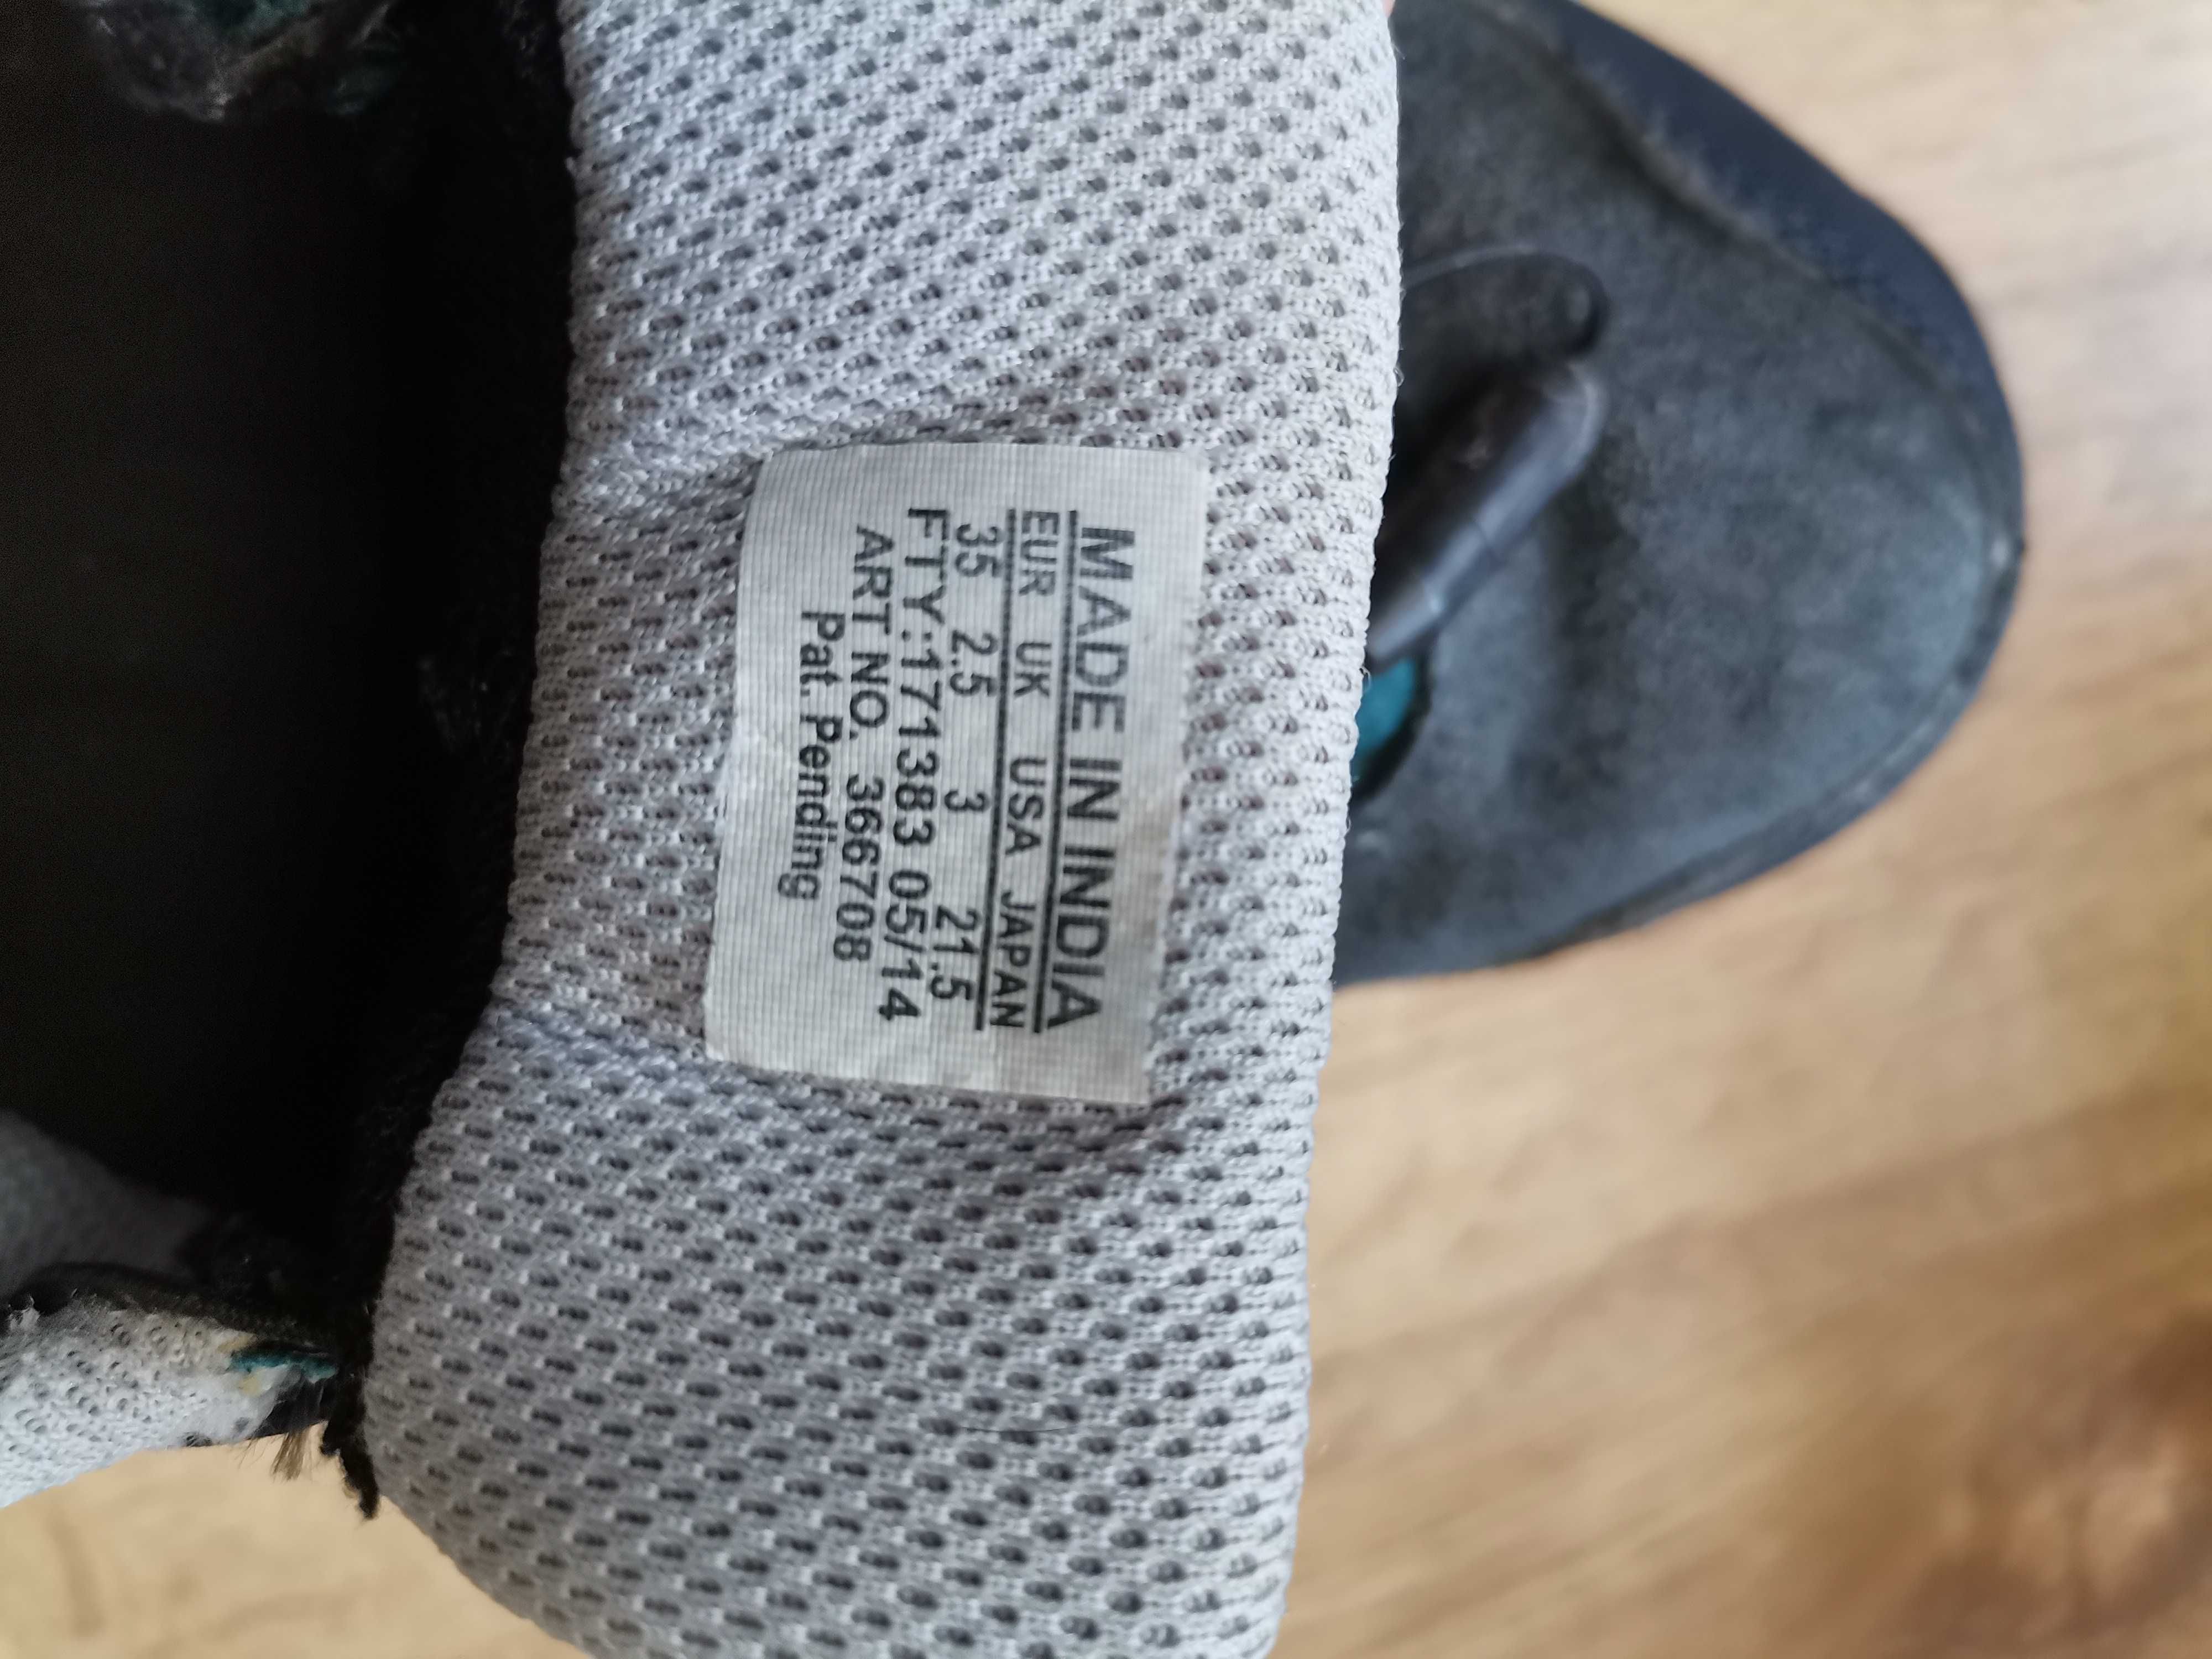 MADE IN INDIA
EUR UK USA JAPAN
35 2.5 3 21.5
FTY:171383 05/14
ART NO. 366708
Pat. Pending